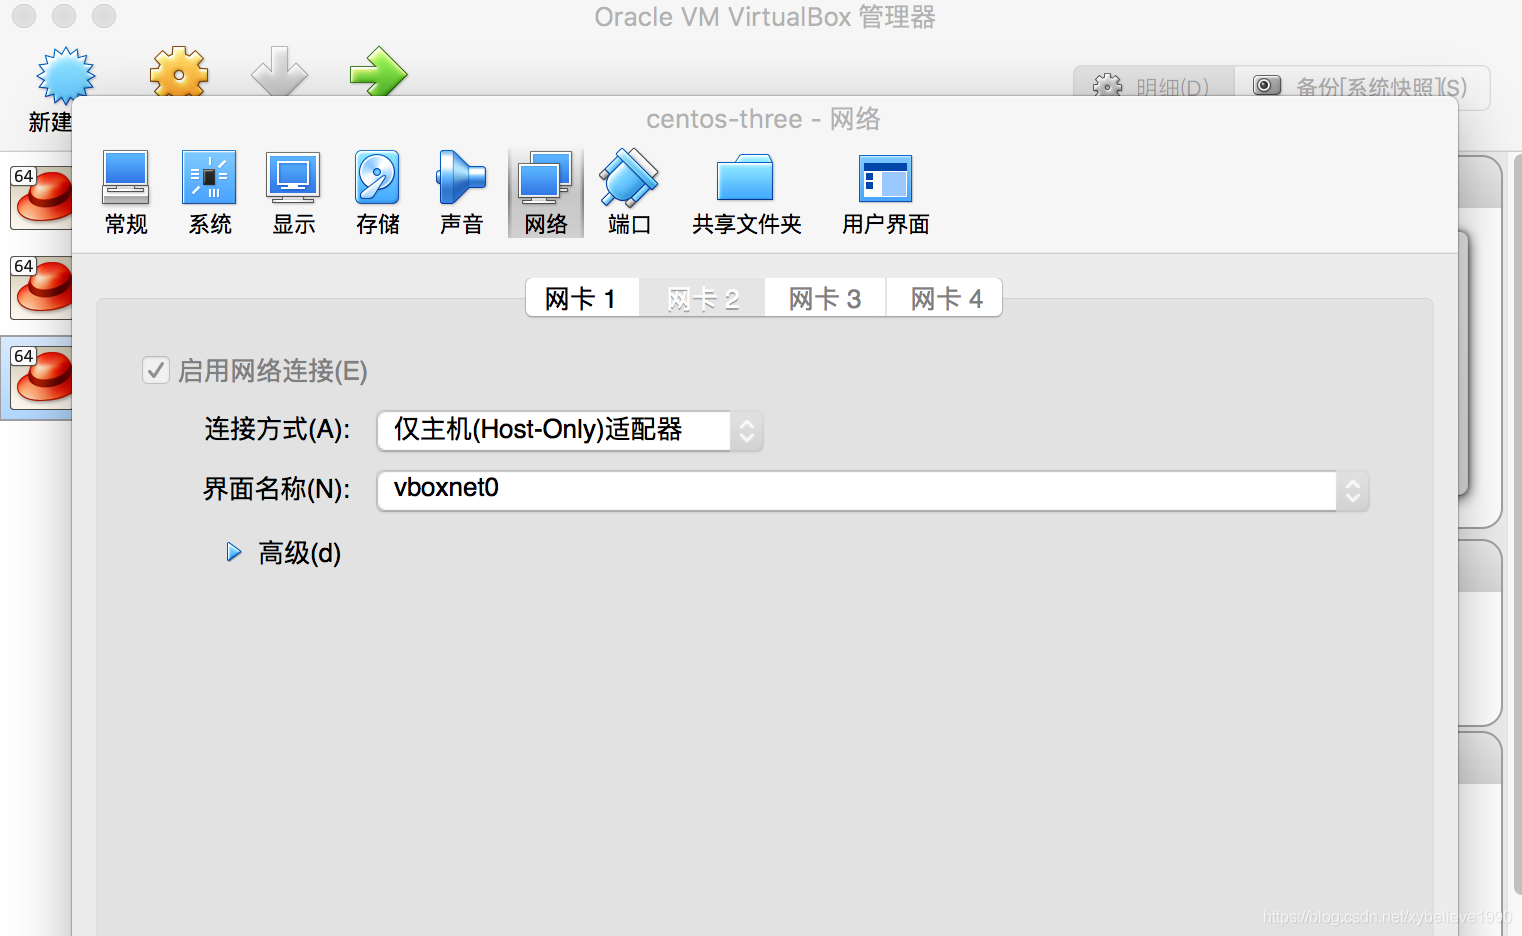 Oracle VM VirtualBox 管理器
新建
明细(D)
备份[系统快照](S)
centos-three - 网络
常规
系统
显示
存储
声音
网络
端口
共享文件夹
用户界面
64
64
64
网卡 1
网卡 2
网卡 3
网卡 4
启用网络连接(E)
连接方式(A):
仅主机(Host-Only)适配器
界面名称(N):
vboxnet0
高级(d)
https://blog.csdn.net/xybelieve1990